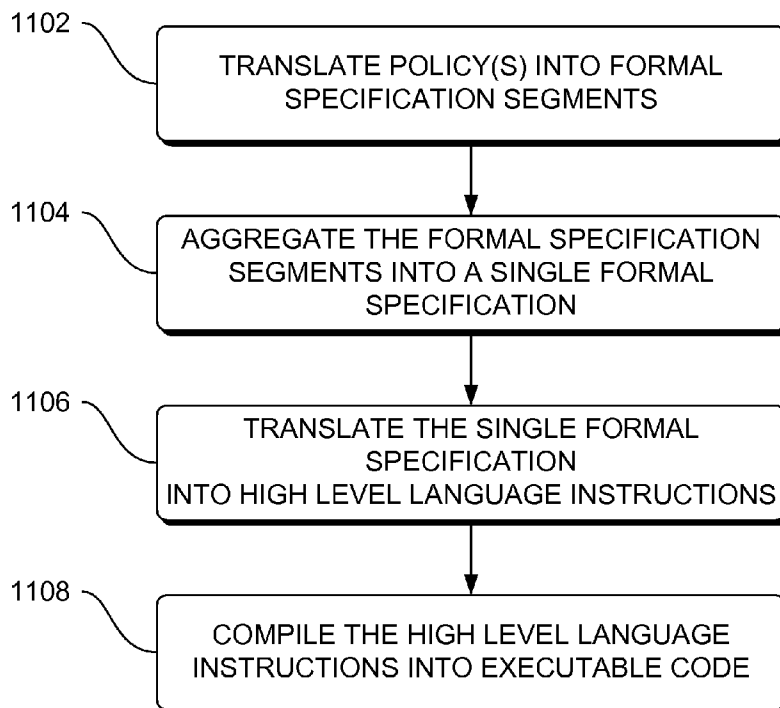 1102
TRANSLATE POLICY(S) INTO FORMAL
SPECIFICATION SEGMENTS
1104
AGGREGATE THE FORMAL SPECIFICATION
SEGMENTS INTO A SINGLE FORMAL
SPECIFICATION
1106
TRANSLATE THE SINGLE FORMAL
SPECIFICATION
INTO HIGH LEVEL LANGUAGE INSTRUCTIONS
1108
COMPILE THE HIGH LEVEL LANGUAGE
INSTRUCTIONS INTO EXECUTABLE CODE